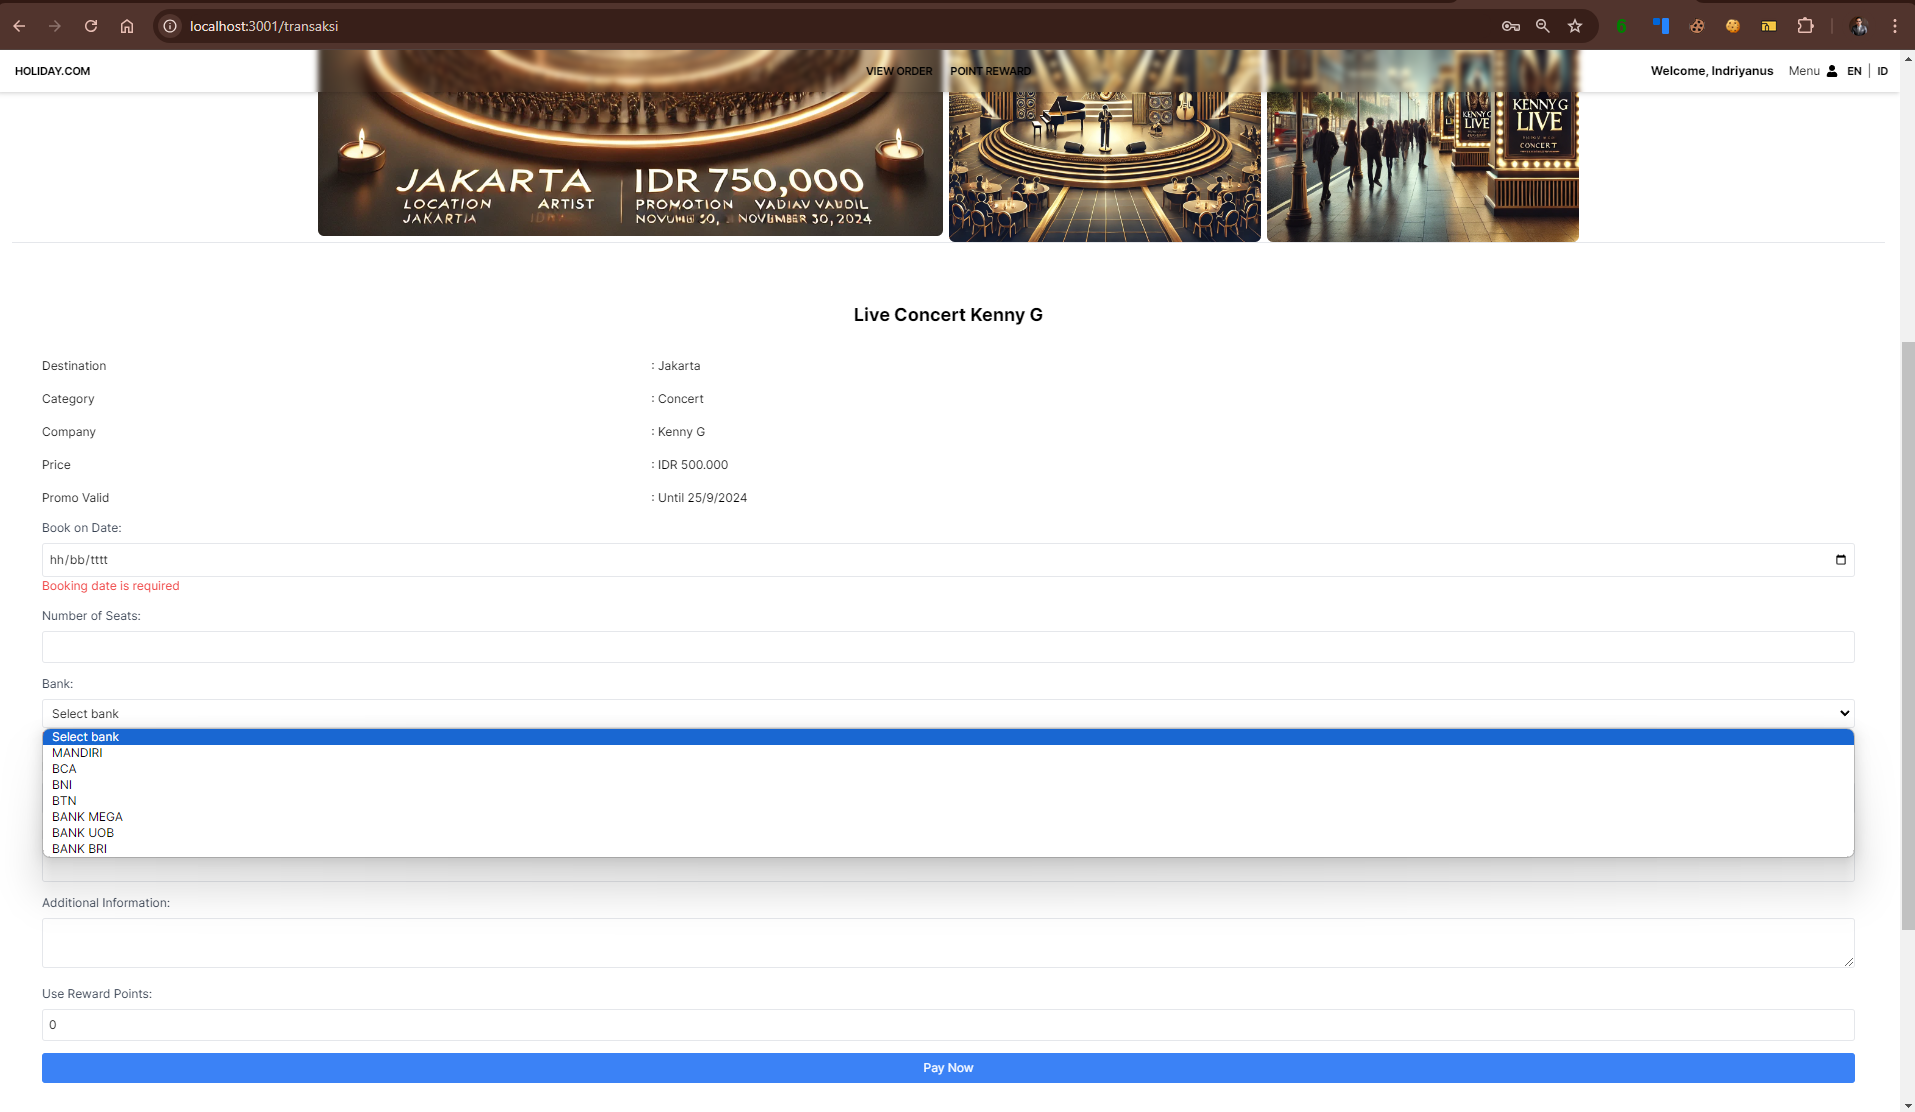 localhost:3001/transaksi
HOLIDAY.COM
VIEW ORDER
POINT REWARD
Welcome, Indriyanus
Menu
EN | ID
JAKARTA
LOCATION ARTIST
JAKARTIA
IDR 750,000
PROMOTION VADIAV VAUDIL
NOVEMBER 30, 2024
KENNY G
LIVE
KENNY G
LIVE
CONCERT
Live Concert Kenny G
Destination : Jakarta
Category : Concert
Company : Kenny G
Price : IDR 500.000
Promo Valid : Until 25/9/2024
Book on Date:
hh/bb/tttt
Booking date is required
Number of Seats:
Bank:
Select bank
Select bank
MANDIRI
BCA
BNI
BTN
BANK MEGA
BANK UOB
BANK BRI
Additional Information:
Use Reward Points:
0
Pay Now